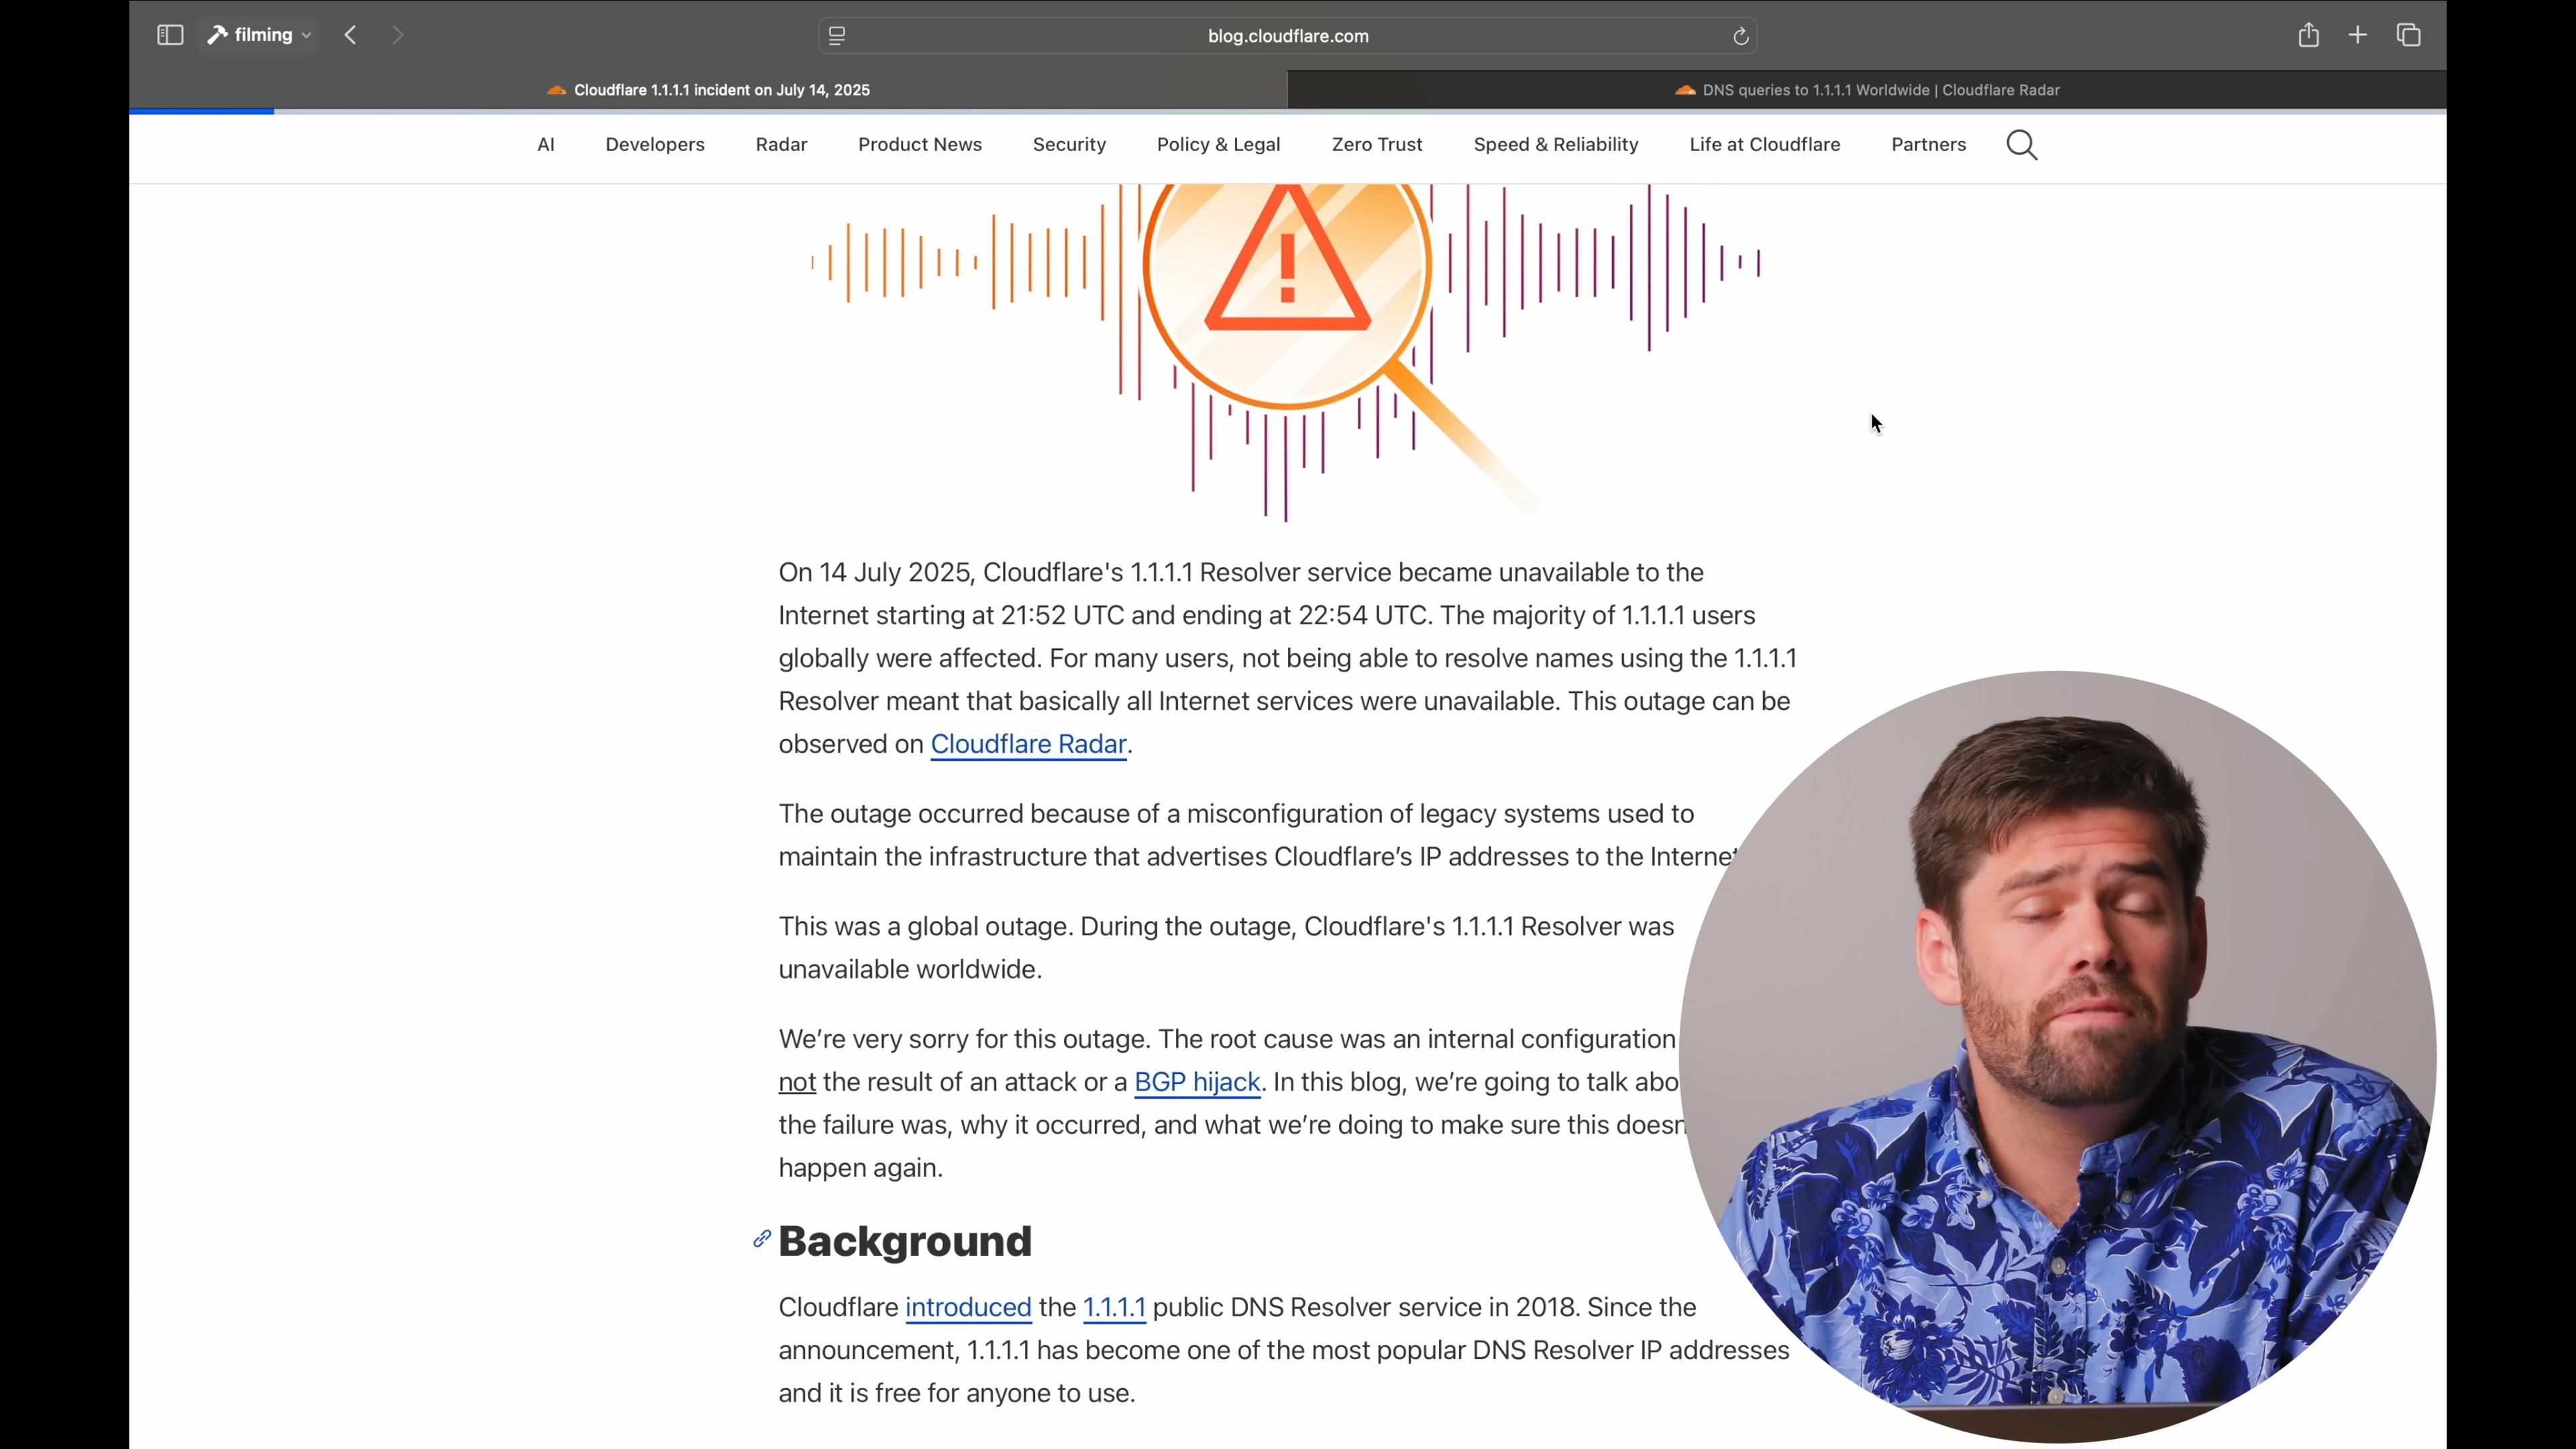 filming
blog.cloudflare.com
Cloudflare 1.1.1.1 incident on July 14, 2025
DNS queries to 1.1.1.1 Worldwide | Cloudflare Radar
AI Developers Radar Product News Security Policy & Legal Zero Trust Speed & Reliability Life at Cloudflare Partners
On 14 July 2025, Cloudflare's 1.1.1.1 Resolver service became unavailable to the
Internet starting at 21:52 UTC and ending at 22:54 UTC. The majority of 1.1.1.1 users
globally were affected. For many users, not being able to resolve names using the 1.1.1.1
Resolver meant that basically all Internet services were unavailable. This outage can be
observed on Cloudflare Radar.
The outage occurred because of a misconfiguration of legacy systems used to
maintain the infrastructure that advertises Cloudflare’s IP addresses to the Internet
This was a global outage. During the outage, Cloudflare's 1.1.1.1 Resolver was
unavailable worldwide.
We’re very sorry for this outage. The root cause was an internal configuration
not the result of an attack or a BGP hijack. In this blog, we’re going to talk abo
the failure was, why it occurred, and what we’re doing to make sure this doesn
happen again.
Background
Cloudflare introduced the 1.1.1.1 public DNS Resolver service in 2018. Since the
announcement, 1.1.1.1 has become one of the most popular DNS Resolver IP addresses
and it is free for anyone to use.